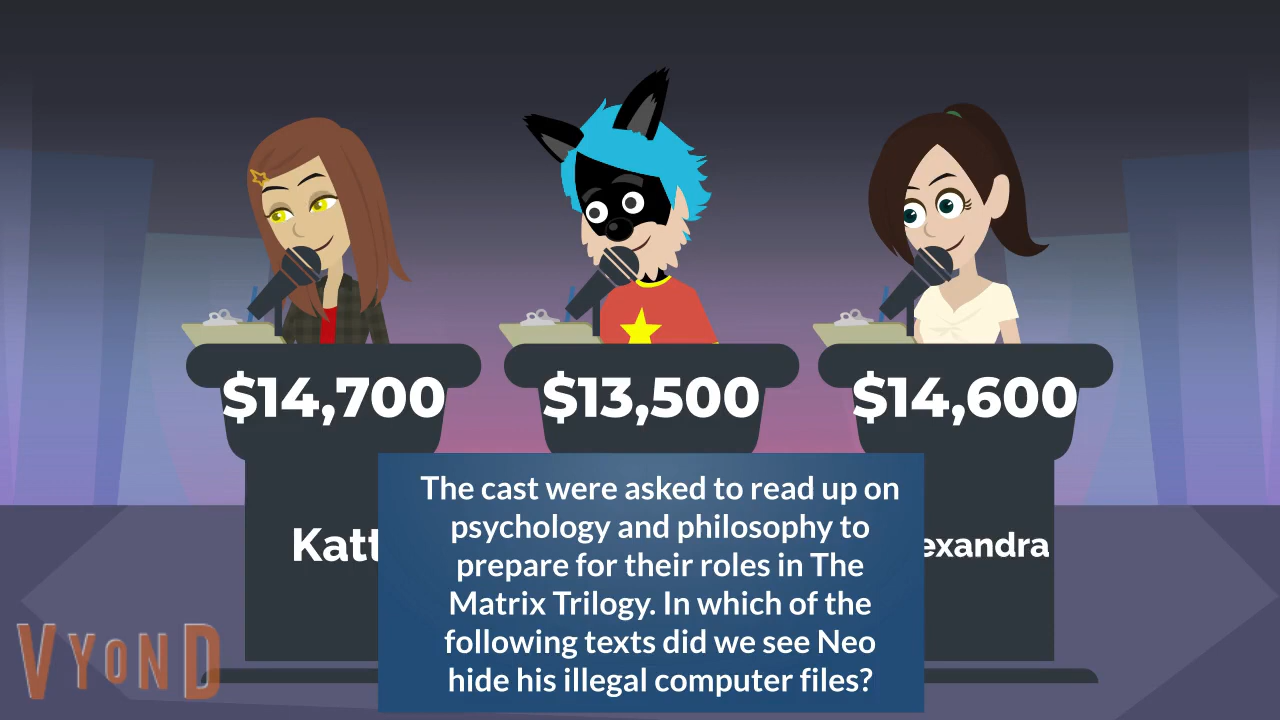 $14,700
$13,500
$14,600
The cast were asked to read up on
psychology and philosophy to
prepare for their roles in The
Matrix Trilogy. In which of the
following texts did we see Neo
hide his illegal computer files?
Katt
exandra
VYOND